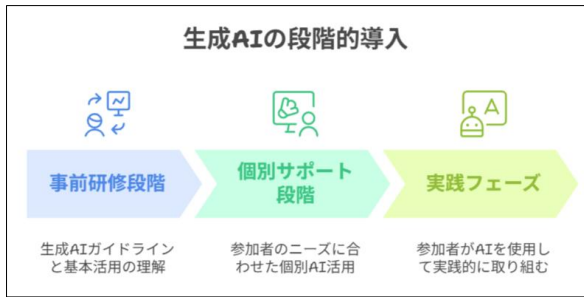 生成AIの段階的導入
A
事前研修段階
個別サポート
段階
実践フェーズ
生成AIガイドライン
と基本活用の理解
参加者のニーズに合
わせた個別AI活用
参加者がAIを使用し
て実践的に取り組む